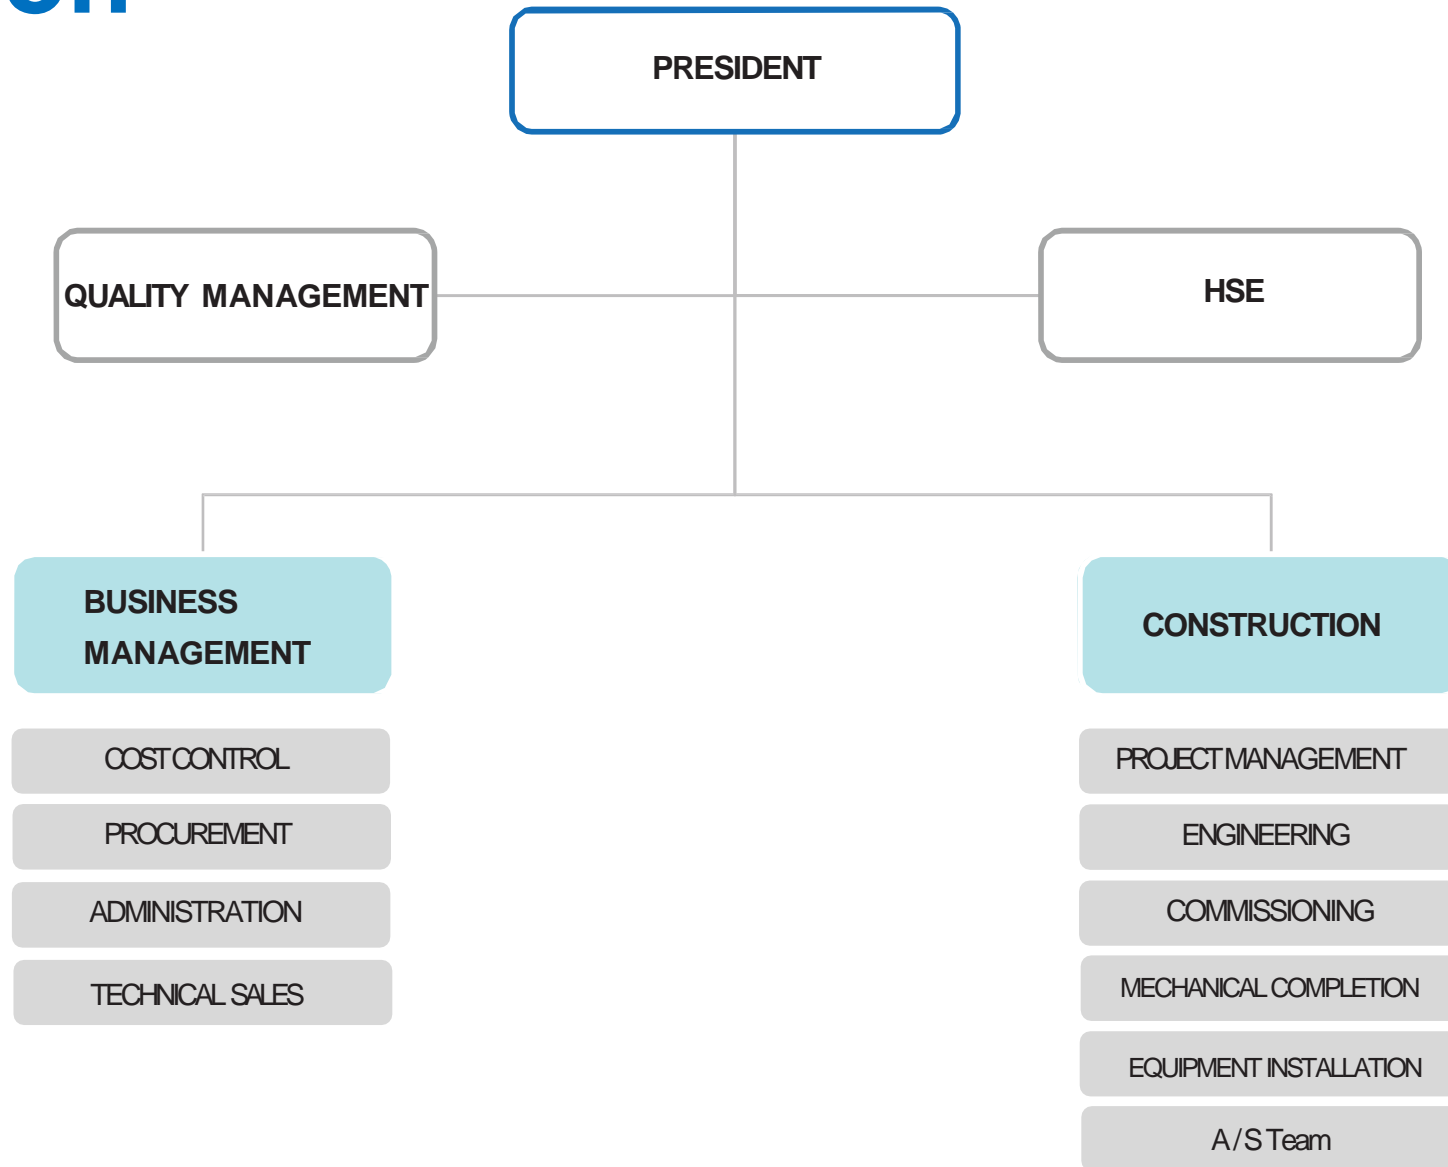 PRESIDENT
QUALITY MANAGEMENT
HSE
BUSINESS
MANAGEMENT
CONSTRUCTION
COST CONTROL
PROCUREMENT
ADMINISTRATION
TECHNICAL SALES
PROJECT MANAGEMENT
ENGINEERING
COMMISSIONING
MECHANICAL COMPLETION
EQUIPMENT INSTALLATION
A/S Team